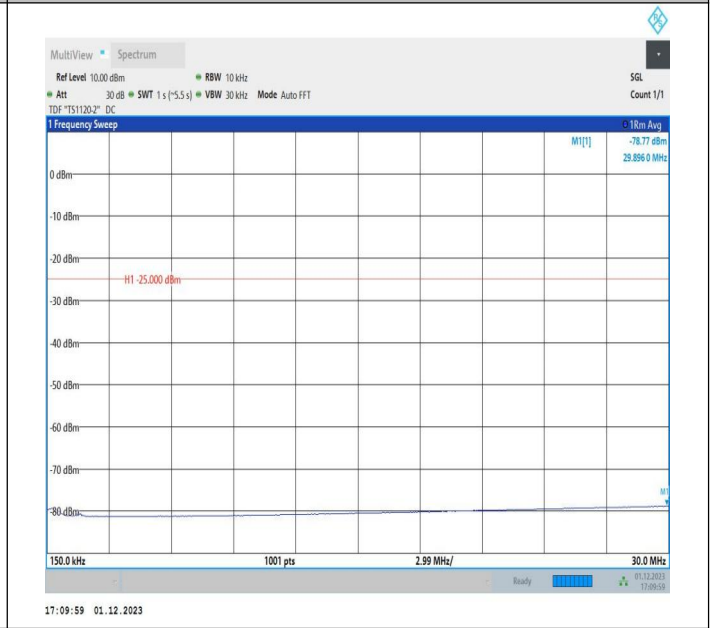 MultiView Spectrum
Ref Level 10.00 dBm RBW 10 kHz SGL
Att 30 dB SWT 1 s (~5.5 s) VBW 30 kHz Mode Auto FFT Count 1/1
TDF "TS1120-2" DC
1 Frequency Sweep 1Rm Avg
M1[1] -78.77 dBm
29.896 0 MHz
0 dBm
-10 dBm
-20 dBm
H1 -25.000 dBm
-30 dBm
-40 dBm
-50 dBm
-60 dBm
-70 dBm
M1
-80 dBm
150.0 kHz 1001 pts 2.99 MHz/ 30.0 MHz
Ready 01.12.2023
17:09:59
17:09:59 01.12.2023